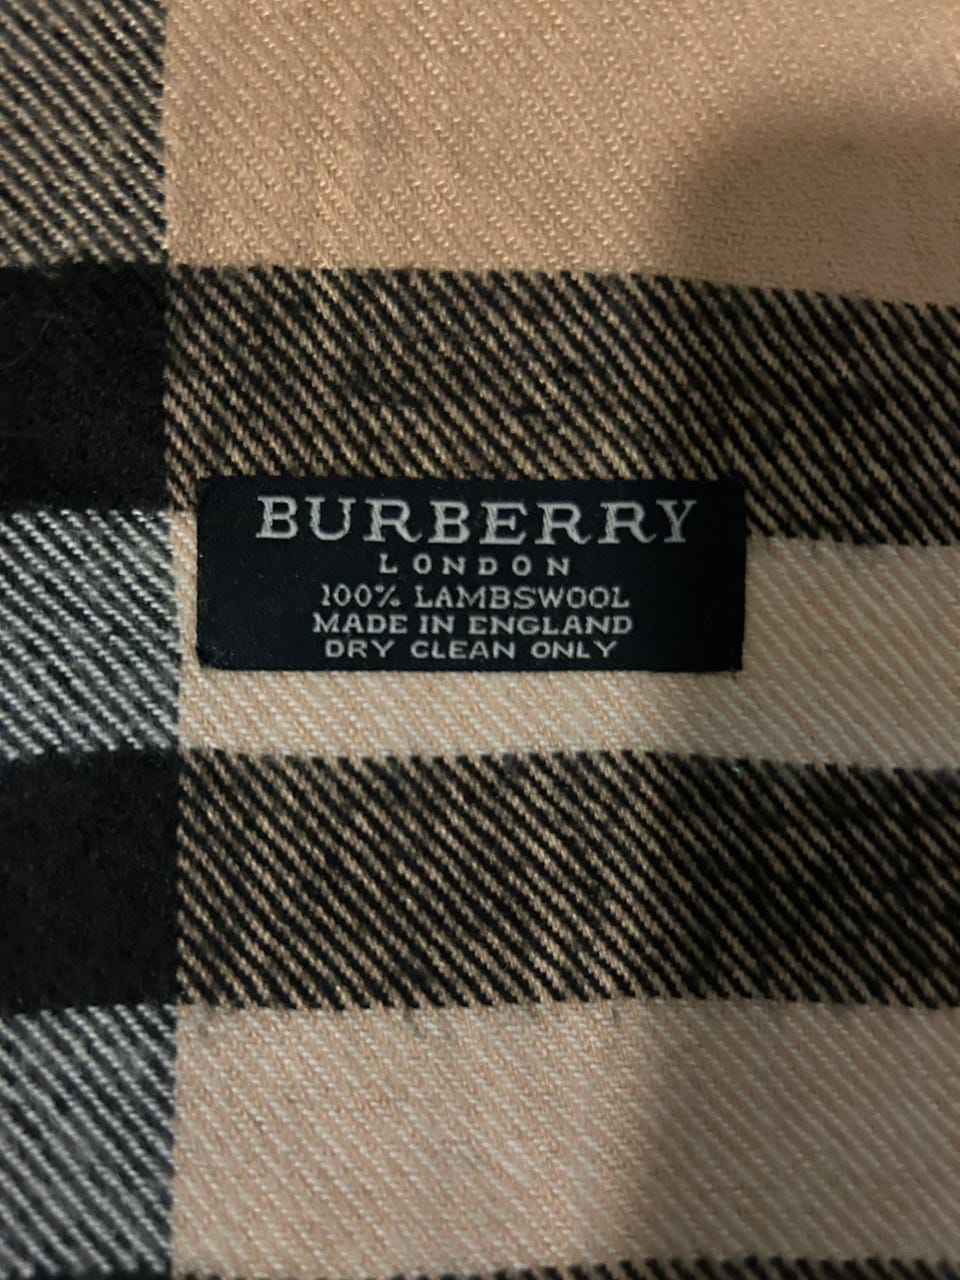 BURBERRY
LONDON
100% LAMBSWOOL
MADE IN ENGLAND
DRY CLEAN ONLY